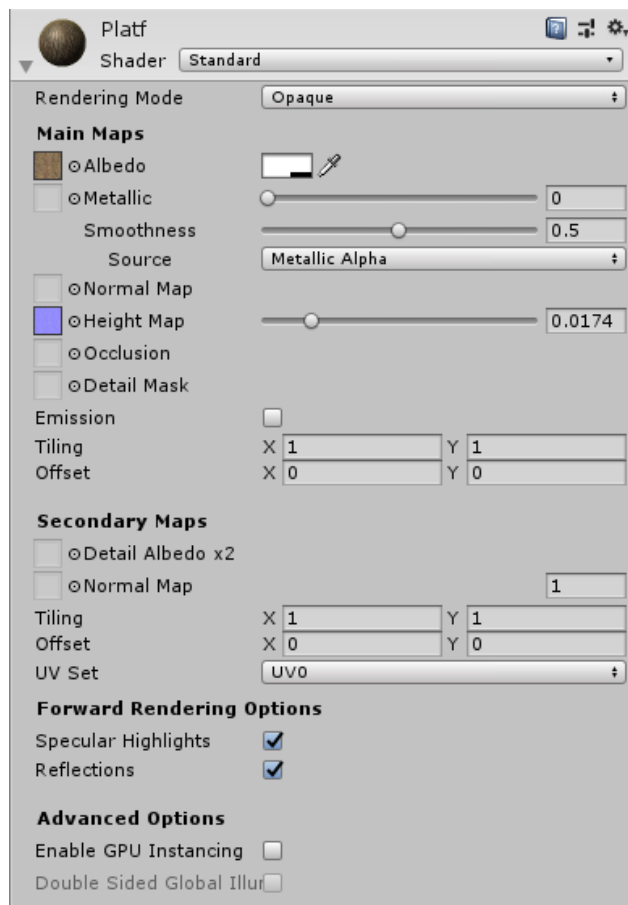 Platf
Shader Standard
Rendering Mode Opaque
Main Maps
Albedo
Metallic 0
Smoothness 0.5
Source Metallic Alpha
Normal Map
Height Map 0.0174
Occlusion
Detail Mask
Emission
Tiling X 1 Y 1
Offset X 0 Y 0
Secondary Maps
Detail Albedo x2
Normal Map 1
Tiling X 1 Y 1
Offset X 0 Y 0
UV Set UV0
Forward Rendering Options
Specular Highlights
Reflections
Advanced Options
Enable GPU Instancing
Double Sided Global Illur